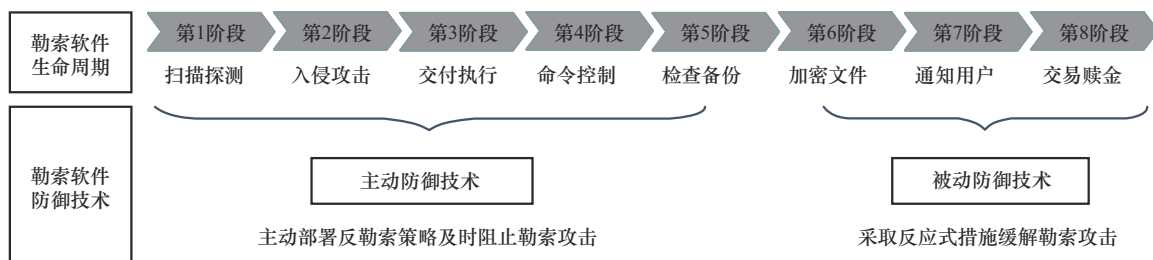 勒索软件
生命周期
第1阶段
第2阶段
第3阶段
第4阶段
第5阶段
第6阶段
第7阶段
第8阶段
扫描探测
入侵攻击
交付执行
命令控制
检查备份
加密文件
通知用户
交易赎金
勒索软件
防御技术
主动防御技术
被动防御技术
主动部署反勒索策略及时阻止勒索攻击
采取反应式措施缓解勒索攻击